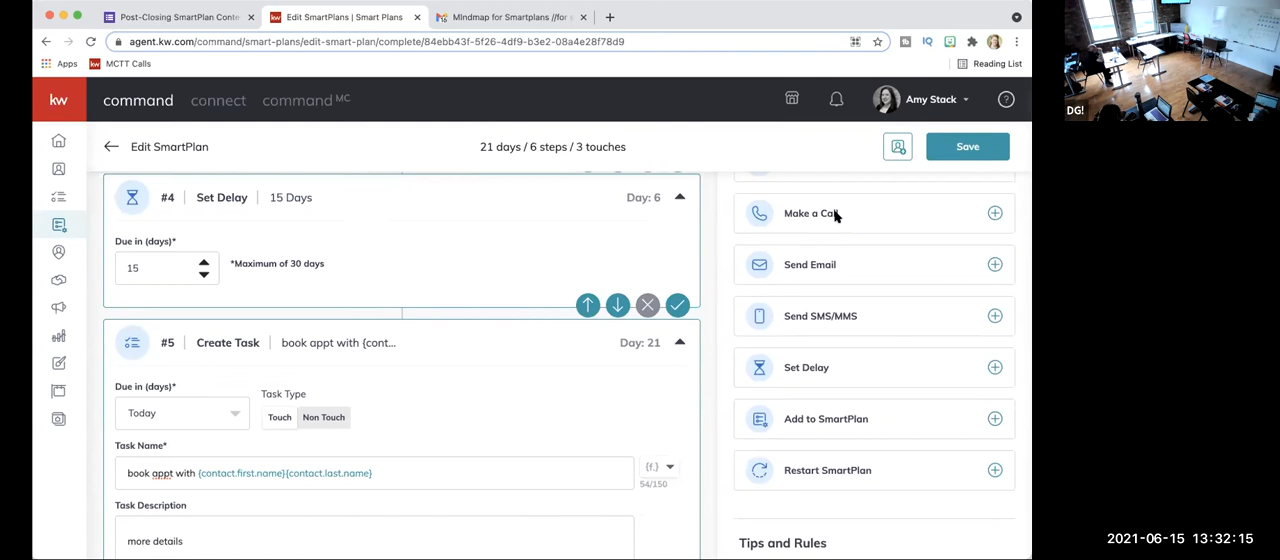 Post-Closing SmartPlan Conte
Edit SmartPlans | Smart Plans
MIndmap for Smartplans //for
agent.kw.com/command/smart-plans/edit-smart-plan/complete/84ebb43f-5f26-4df9-b3e2-08a4e28f78d9
Apps
MCTT Calls
Reading List
kw
command
connect
command MC
Amy Stack
Edit SmartPlan
21 days / 6 steps / 3 touches
Save
#4 Set Delay 15 Days Day: 6
Due in (days)*
15
*Maximum of 30 days
#5 Create Task book appt with {cont... Day: 21
Due in (days)*
Task Type
Today
Touch
Non Touch
Task Name*
book appt with {contact.first.name}{contact.last.name}
{f.}
54/150
Task Description
more details
Make a Call
Send Email
Send SMS/MMS
Set Delay
Add to SmartPlan
Restart SmartPlan
Tips and Rules
DG!
2021-06-15 13:32:15